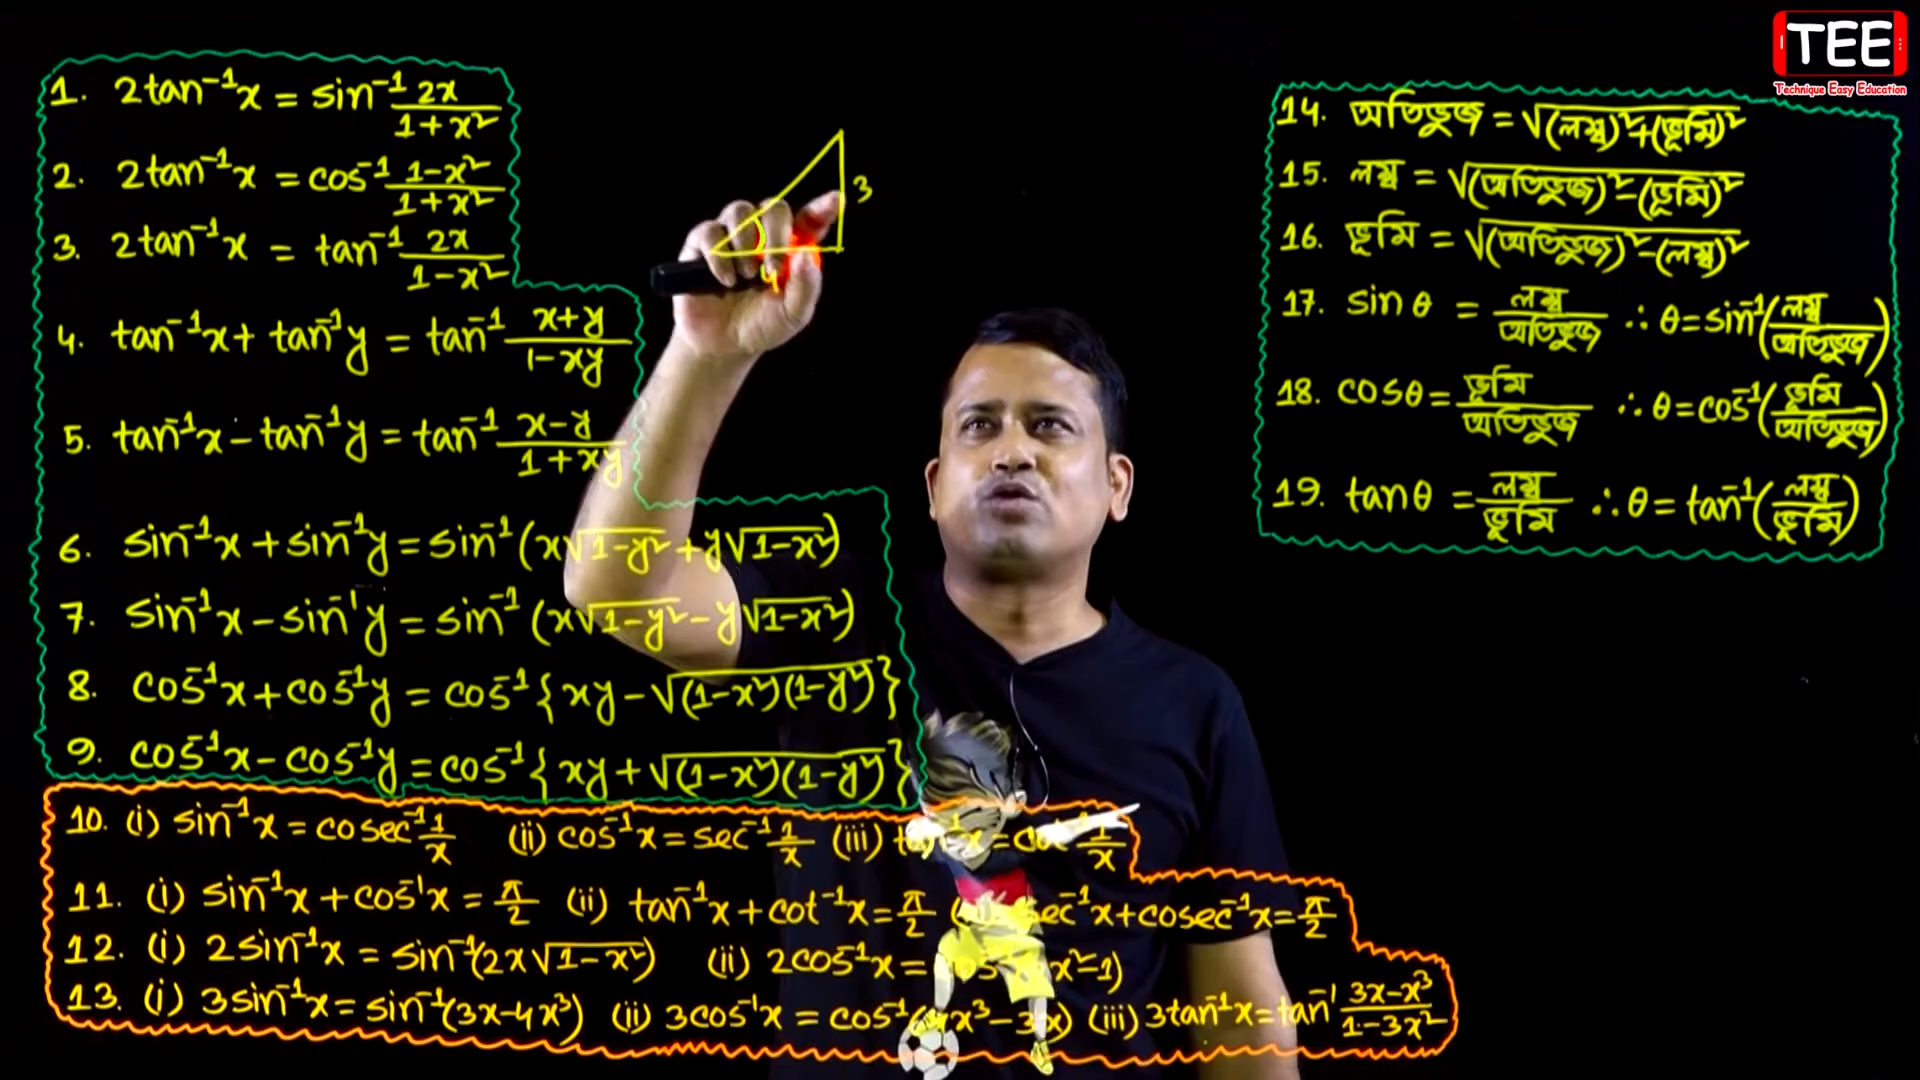 TEE
Technique Easy Education
1. 2tan⁻¹x = sin⁻¹ 2x/(1+x²)
2. 2tan⁻¹x = cos⁻¹ (1-x²)/(1+x²)
3. 2tan⁻¹x = tan⁻¹ 2x/(1-x²)
4. tan⁻¹x + tan⁻¹y = tan⁻¹ (x+y)/(1-xy)
5. tan⁻¹x - tan⁻¹y = tan⁻¹ (x-y)/(1+xy)
6. sin⁻¹x + sin⁻¹y = sin⁻¹(x√(1-y²) + y√(1-x²))
7. sin⁻¹x - sin⁻¹y = sin⁻¹(x√(1-y²) - y√(1-x²))
8. cos⁻¹x + cos⁻¹y = cos⁻¹{xy - √((1-x²)(1-y²))}
9. cos⁻¹x - cos⁻¹y = cos⁻¹{xy + √((1-x²)(1-y²))}
10. (i) sin⁻¹x = cosec⁻¹ 1/x (ii) cos⁻¹x = sec⁻¹ 1/x (iii) = 1/x
11. (i) sin⁻¹x + cos⁻¹x = π/2 (ii) tan⁻¹x + cot⁻¹x = π/2 sec⁻¹x + cosec⁻¹x = π/2
12. (i) 2sin⁻¹x = sin⁻¹(2x√(1-x²)) (ii) 2cos⁻¹x = x²-1)
13. (i) 3sin⁻¹x = sin⁻¹(3x-4x³) (ii) 3cos⁻¹x = cos⁻¹(4x³-3x) (iii) 3tan⁻¹x = tan⁻¹ (3x-x³)/(1-3x²)
3
4
14. অতিভুজ = √((লম্ব)²+(ভূমি)²)
15. লম্ব = √((অতিভুজ)²-(ভূমি)²)
16. ভূমি = √((অতিভুজ)²-(লম্ব)²)
17. sinθ = লম্ব/অতিভুজ ∴ θ = sin⁻¹(লম্ব/অতিভুজ)
18. cosθ = ভূমি/অতিভুজ ∴ θ = cos⁻¹(ভূমি/অতিভুজ)
19. tanθ = লম্ব/ভূমি ∴ θ = tan⁻¹(লম্ব/ভূমি)